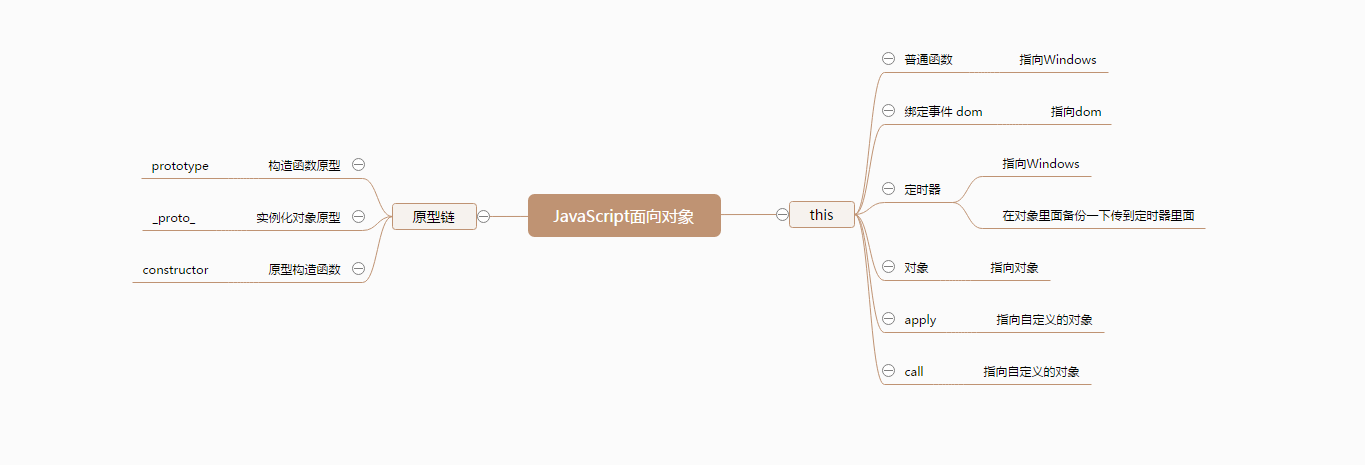 JavaScript面向对象
原型链
构造函数原型
prototype
实例化对象原型
_proto_
原型构造函数
constructor
this
普通函数
指向Windows
绑定事件 dom
指向dom
定时器
指向Windows
在对象里面备份一下传到定时器里面
对象
指向对象
apply
指向自定义的对象
call
指向自定义的对象